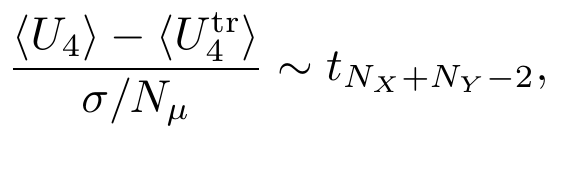 \frac{\langle U_4 \rangle - \langle U_4^{\mathrm{tr}} \rangle}{\sigma / N_\mu} \sim t_{N_X + N_Y - 2},